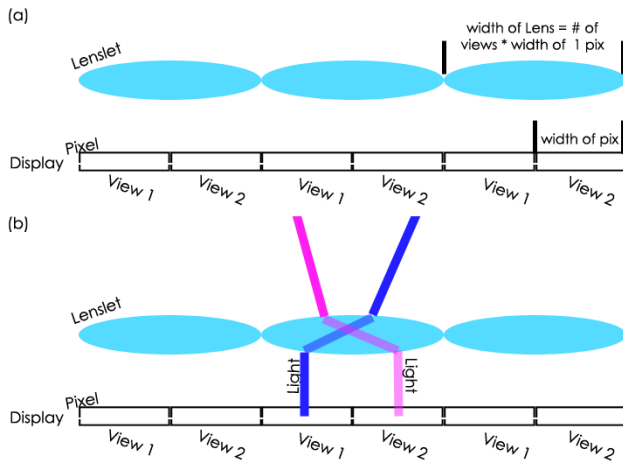 (a)
width of Lens = # of
views * width of 1 pix
Lenslet
Pixel
width of pix
Display
View 1
View 2
View 1
View 2
View 1
View 2
(b)
Lenslet
Light
Light
Pixel
Display
View 1
View 2
View 1
View 2
View 1
View 2